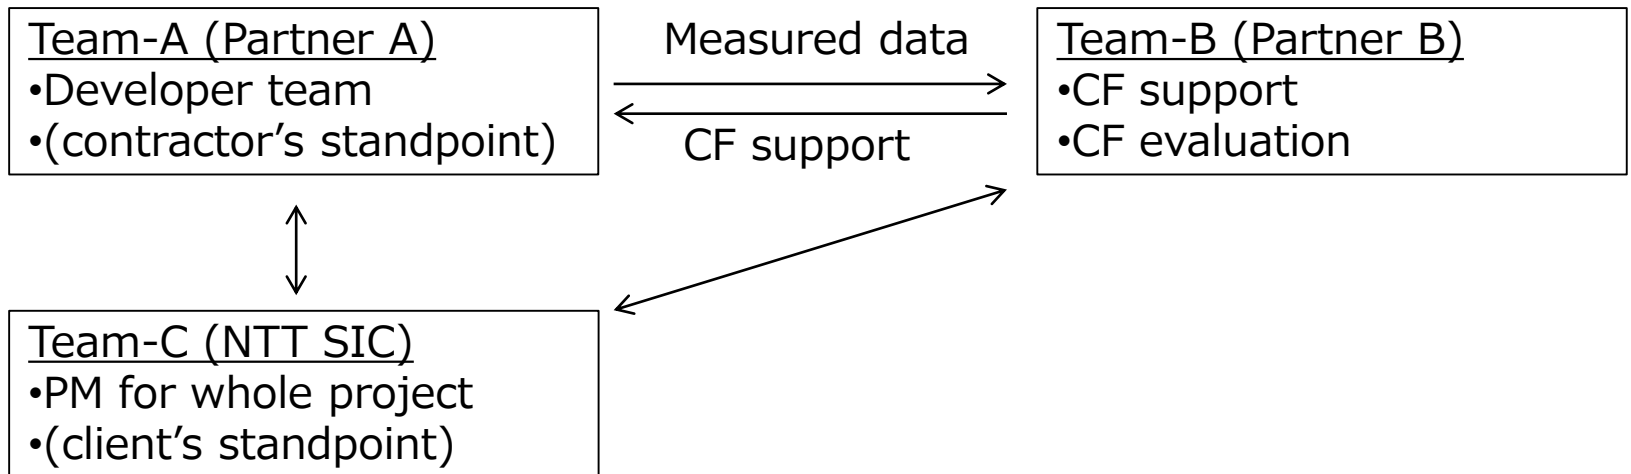 Team-A (Partner A)
•Developer team
•(contractor’s standpoint)
Measured data
CF support
Team-B (Partner B)
•CF support
•CF evaluation
Team-C (NTT SIC)
•PM for whole project
•(client’s standpoint)